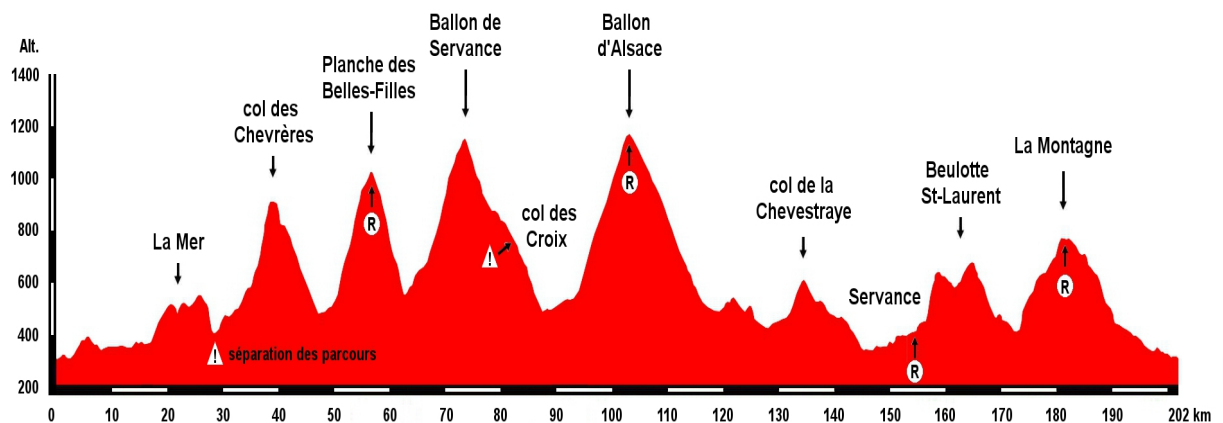 Alt.
1400
1200
1000
800
600
400
200
La Mer
col des
Chevrères
Planche des
Belles-Filles
Ballon de
Servance
col des
Croix
Ballon
d'Alsace
col de la
Chevestraye
Servance
Beulotte
St-Laurent
La Montagne
R
R
R
R
!
!
séparation des parcours
0 10 20 30 40 50 60 70 80 90 100 110 120 130 140 150 160 170 180 190 202 km